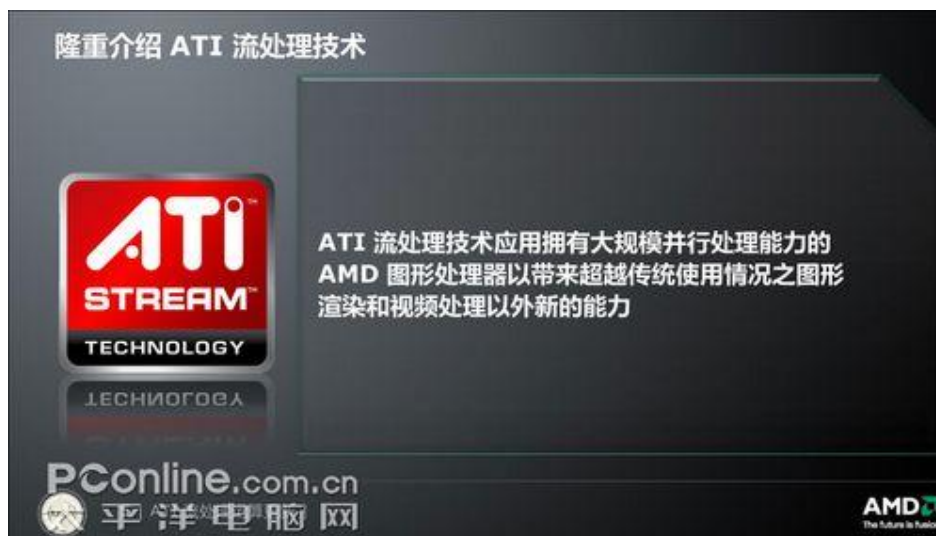 隆重介绍 ATI 流处理技术
ATI™
STREAM™
TECHNOLOGY
ATI 流处理技术应用拥有大规模并行处理能力的
AMD 图形处理器以带来超越传统使用情况之图形
渲染和视频处理以外新的能力
TECHNOLOGY
PConline.com.cn
太平洋电脑网
AMD
The future is fusion